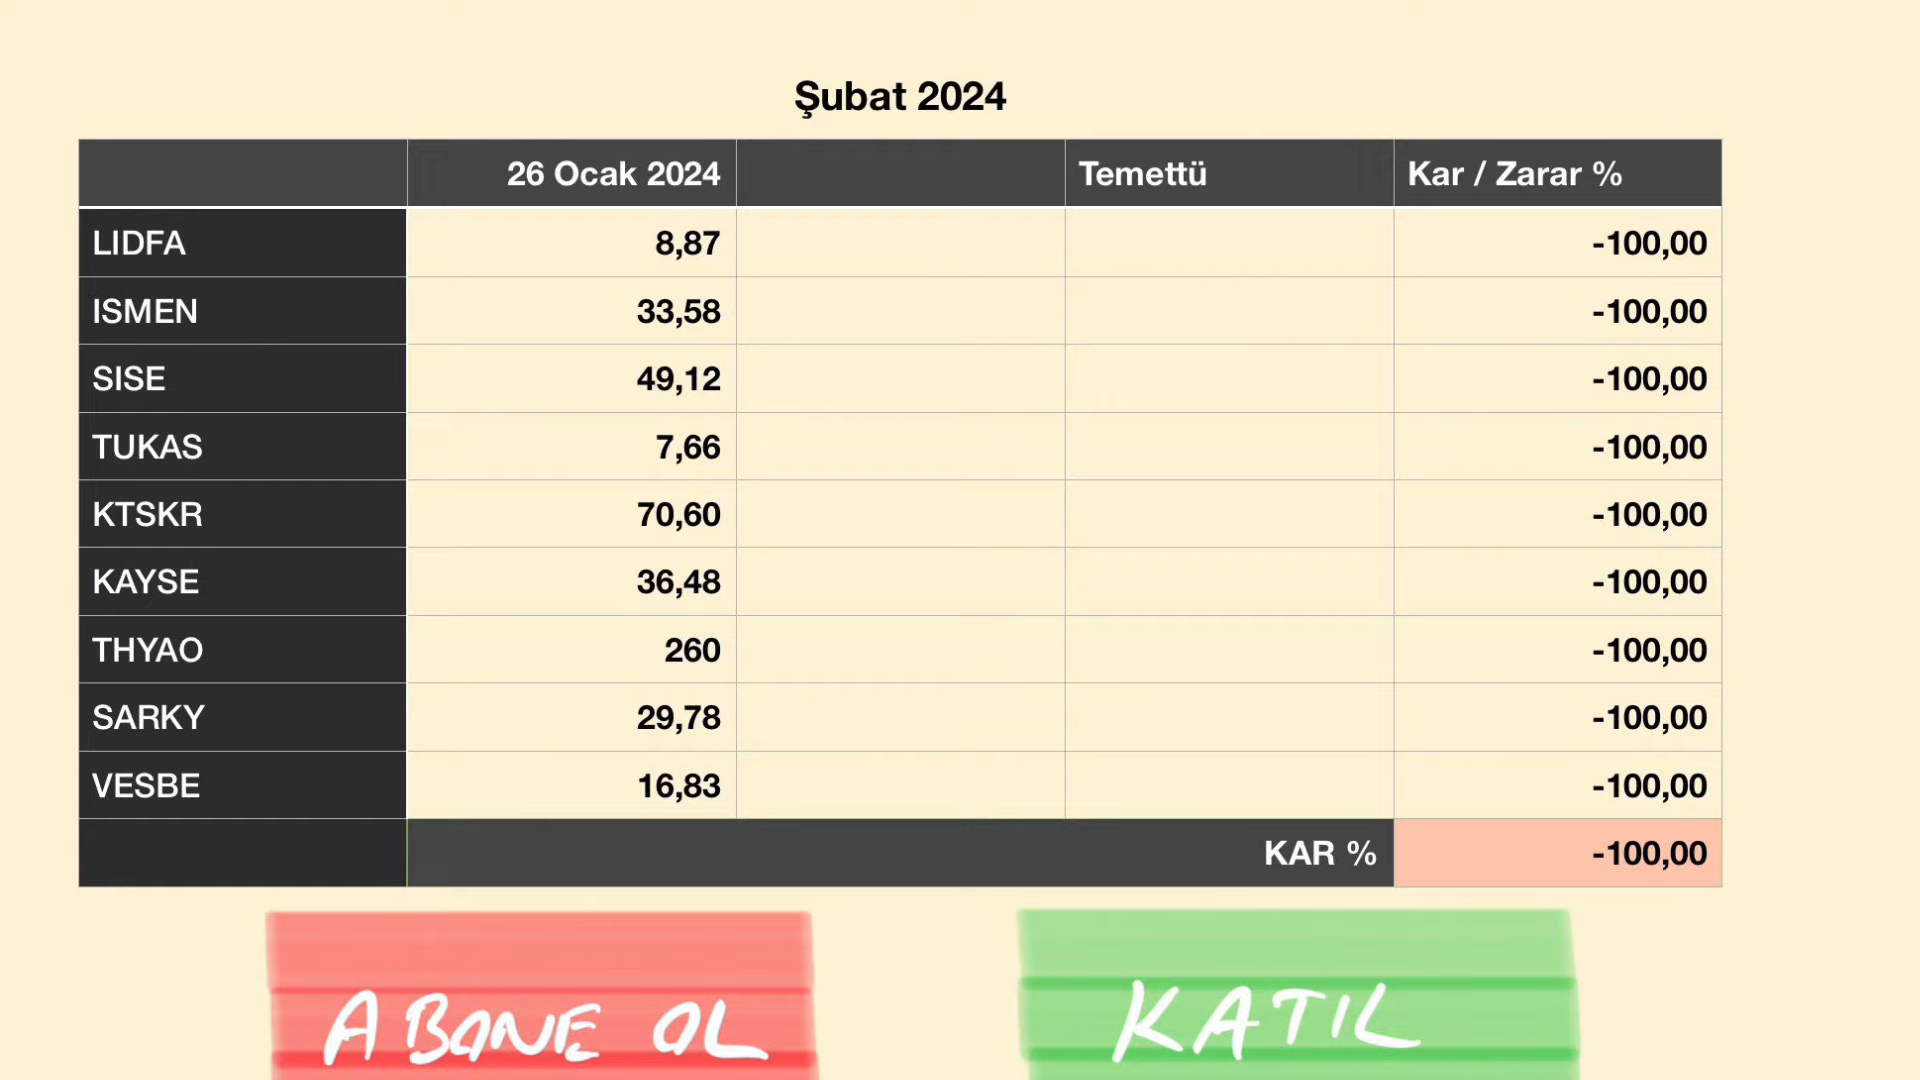 Şubat 2024
26 Ocak 2024 Temettü Kar / Zarar %
LIDFA 8,87 -100,00
ISMEN 33,58 -100,00
SISE 49,12 -100,00
TUKAS 7,66 -100,00
KTSKR 70,60 -100,00
KAYSE 36,48 -100,00
THYAO 260 -100,00
SARKY 29,78 -100,00
VESBE 16,83 -100,00
KAR % -100,00
ABONE OL KATIL